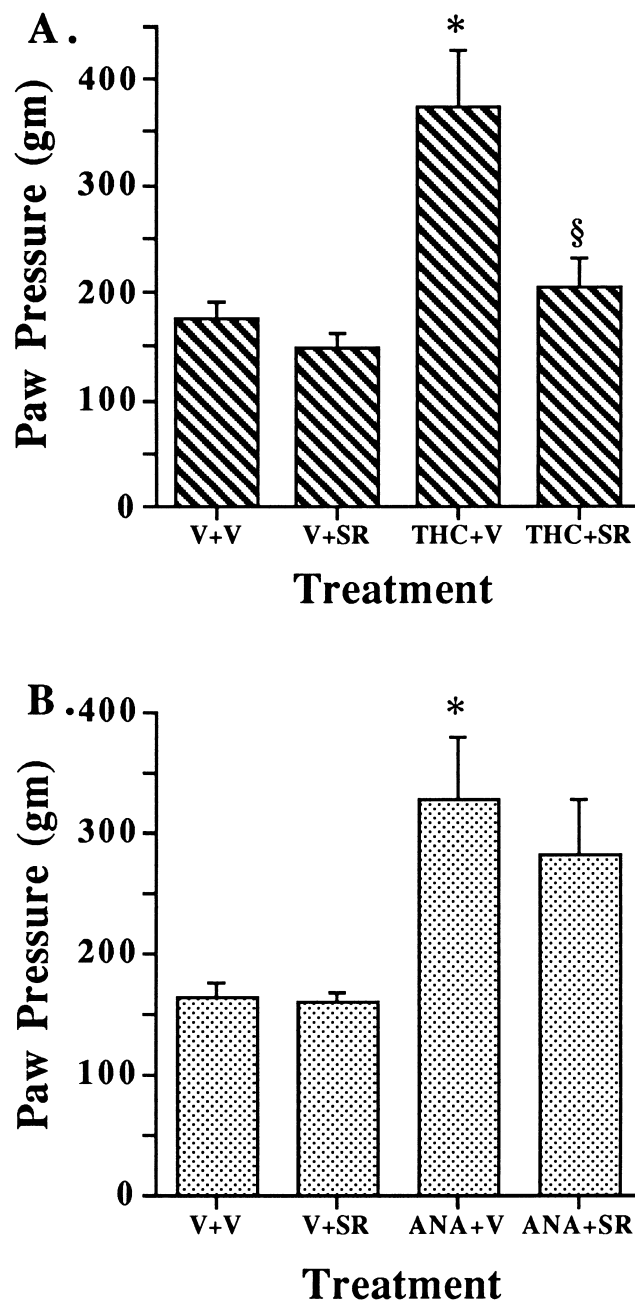 A.
Paw Pressure (gm)
400
300
200
100
0
*
§
V+V V+SR THC+V THC+SR
Treatment
B.
Paw Pressure (gm)
400
300
200
100
0
*
V+V V+SR ANA+V ANA+SR
Treatment